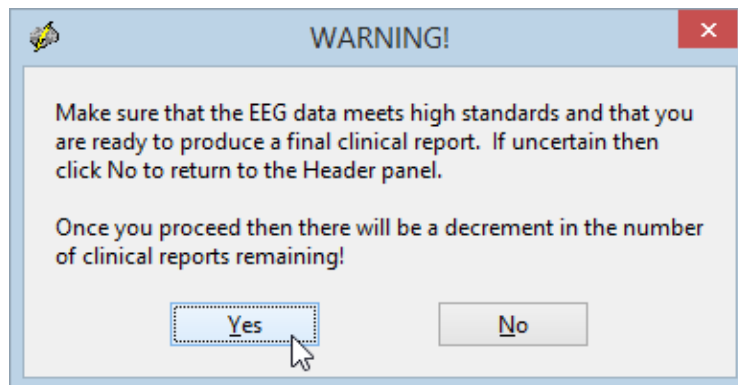 WARNING!
Make sure that the EEG data meets high standards and that you
are ready to produce a final clinical report.  If uncertain then
click No to return to the Header panel.
Once you proceed then there will be a decrement in the number
of clinical reports remaining!
Yes
No